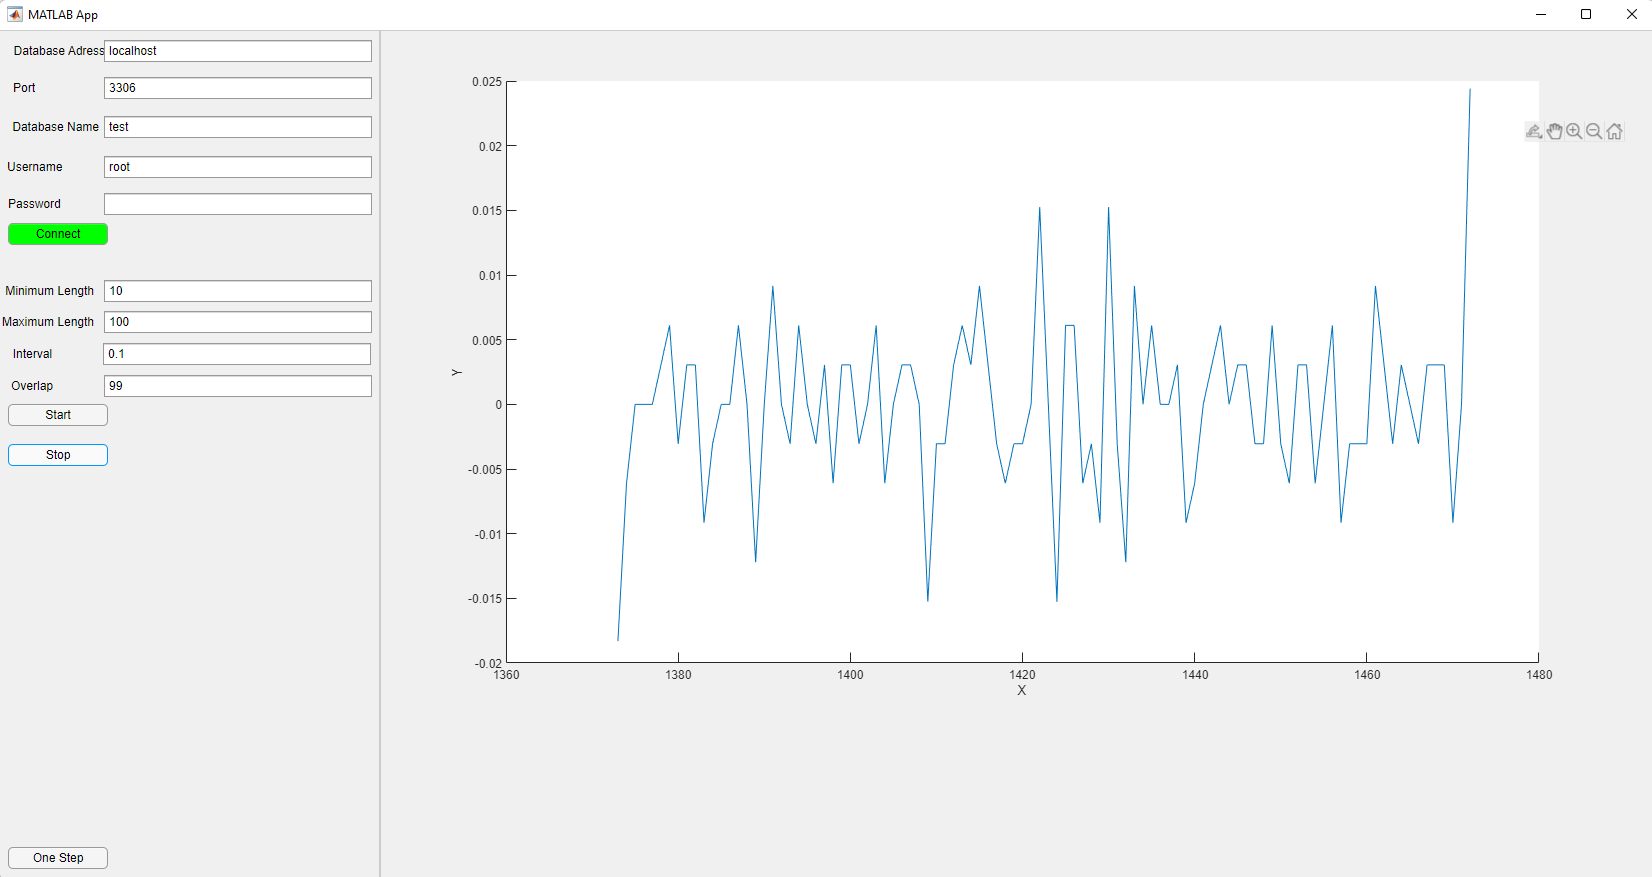 MATLAB App
Database Adress localhost
Port 3306
Database Name test
Username root
Password
Connect
Minimum Length 10
Maximum Length 100
Interval 0.1
Overlap 99
Start
Stop
One Step
0.025
0.02
0.015
0.01
0.005
0
-0.005
-0.01
-0.015
-0.02
Y
1360 1380 1400 1420 1440 1460 1480
X